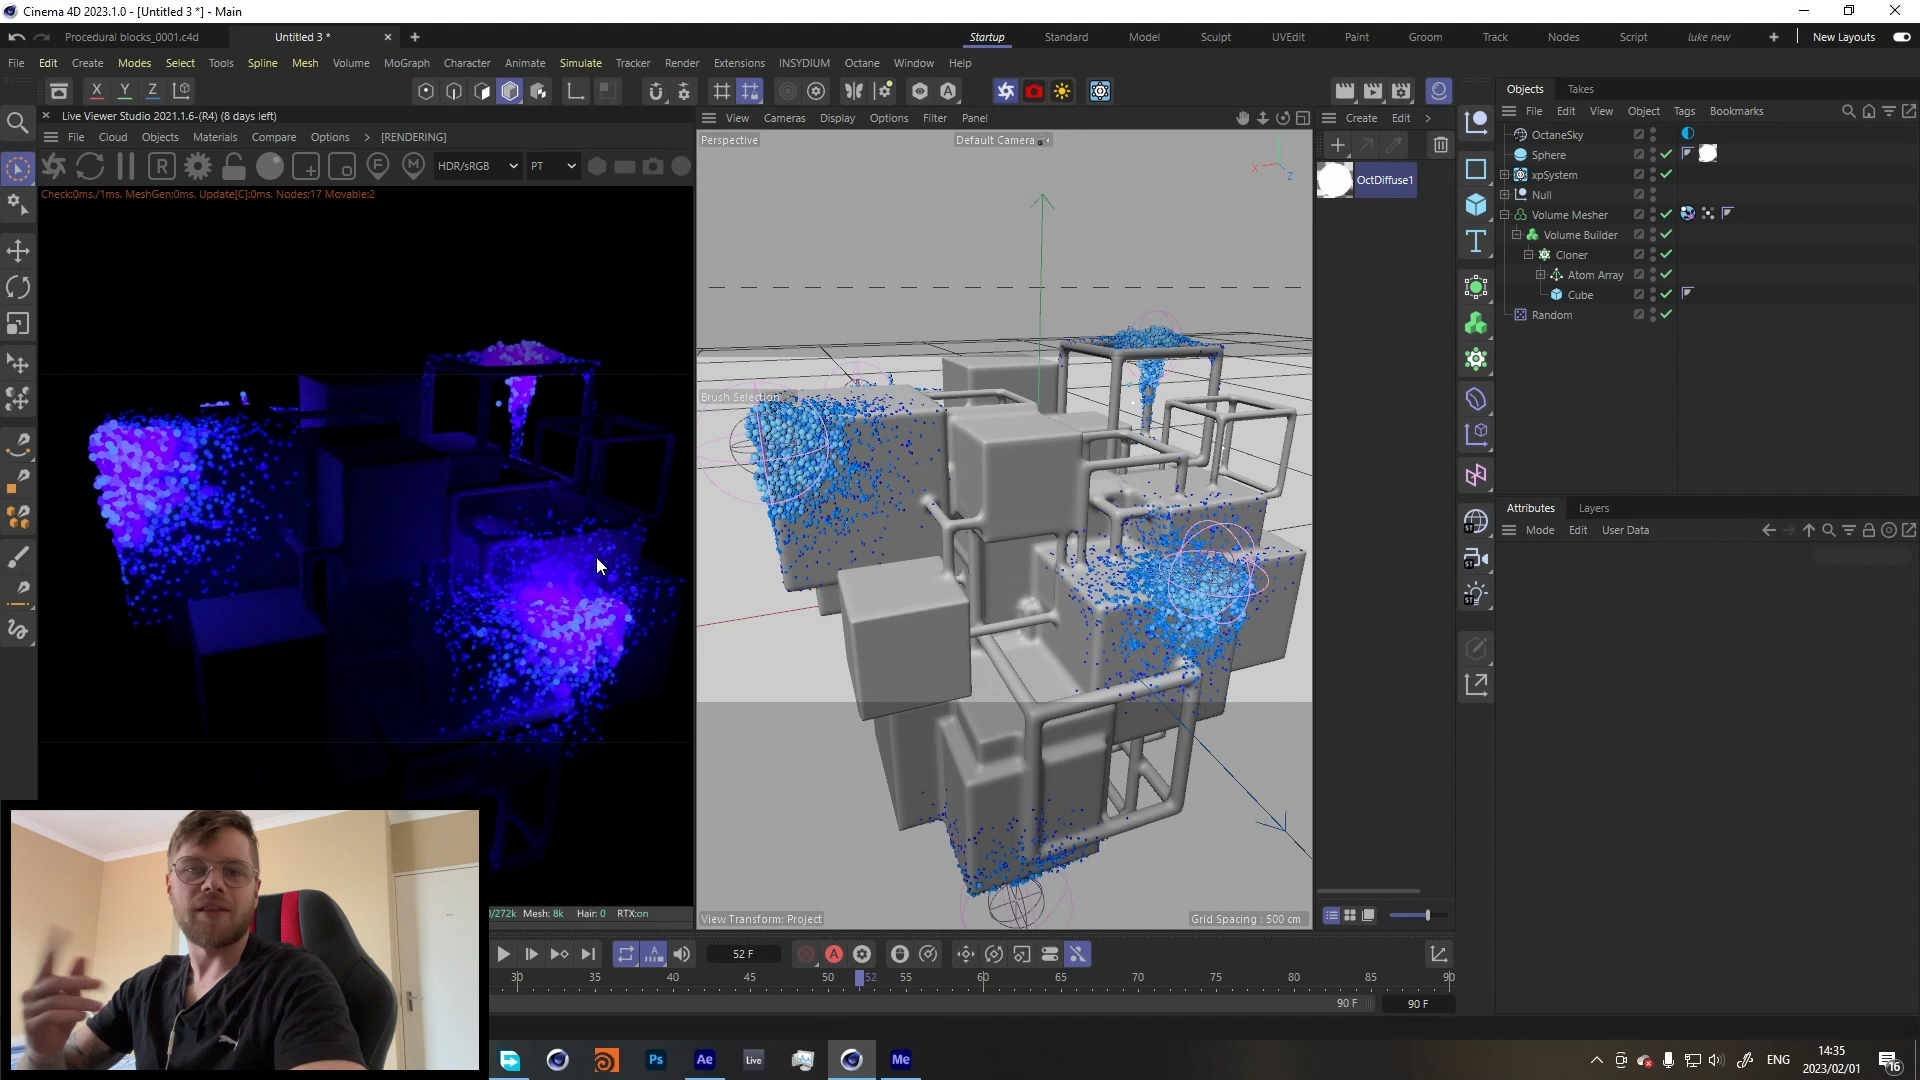 Cinema 4D 2023.1.0 - [Untitled 3 *] - Main
Procedural blocks_0001.c4d
Untitled 3 *
Startup Standard Model Sculpt UVEdit Paint Groom Track Nodes Script luke new New Layouts
File Edit Create Modes Select Tools Spline Mesh Volume MoGraph Character Animate Simulate Tracker Render Extensions INSYDIUM Octane Window Help
X Y Z
Objects Takes
Live Viewer Studio 2021.1.6-(R4) (8 days left)
View Cameras Display Options Filter Panel
Create Edit
File Edit View Object Tags Bookmarks
File Cloud Objects Materials Compare Options > [RENDERING]
Perspective
Default Camera
X
Z
HDR/sRGB
PT
R
F
M
OctDiffuse1
OctaneSky
Sphere
xpSystem
Null
Volume Mesher
Volume Builder
Cloner
Atom Array
Cube
Random
Check:0ms./1ms. MeshGen:0ms. Update[C]:0ms. Nodes:17 Movable:2
Brush Selection
Attributes Layers
Mode Edit User Data
/272k Mesh: 8k Hair: 0 RTX:on
View Transform: Project
Grid Spacing : 500 cm
52 F
30 35 40 45 50 52 55 60 65 70 75 80 85 90
90 F
90 F
Ps
Ae
Live
Me
ENG
14:35
2023/02/01
16